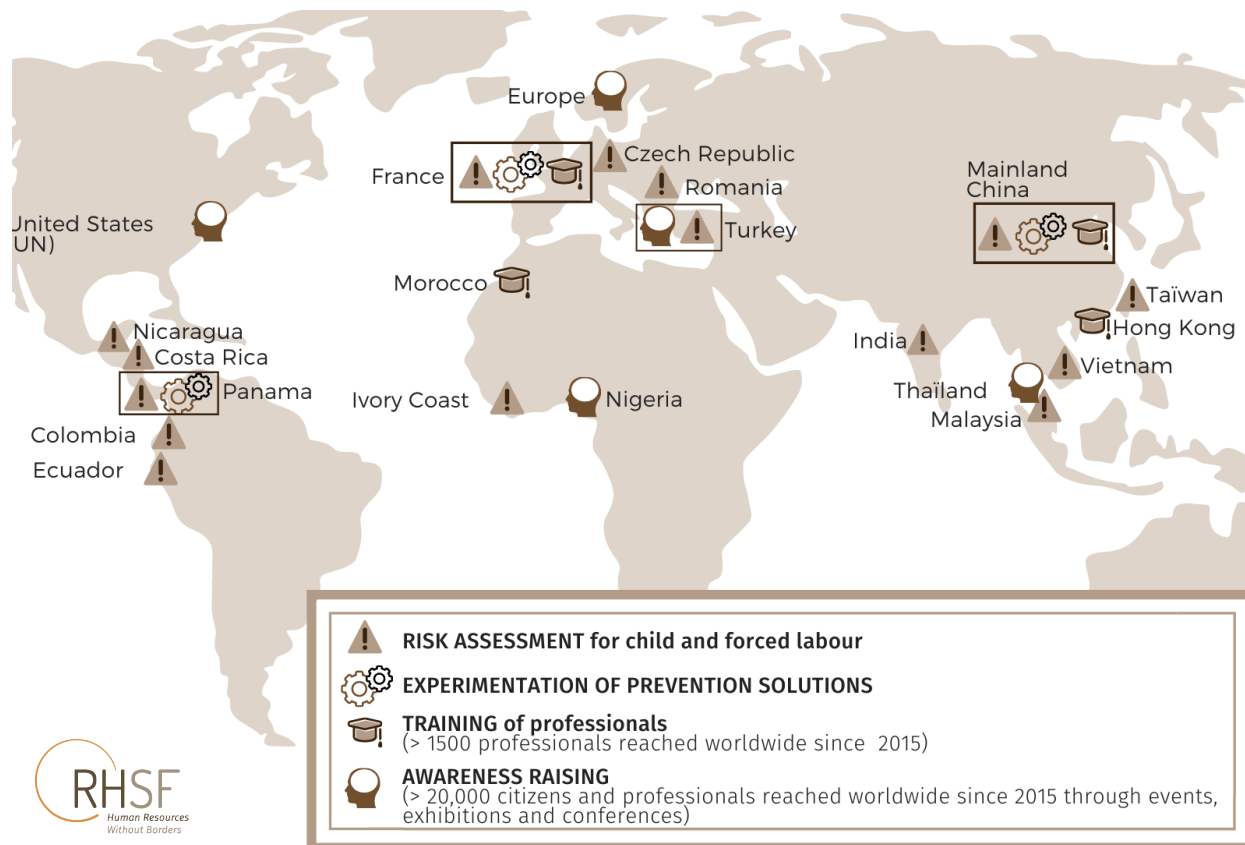 Europe
Czech Republic
France
Romania
Mainland
China
United States
UN)
Turkey
Morocco
Taïwan
Hong Kong
Nicaragua
India
Costa Rica
Vietnam
Panama
Thaïland
Ivory Coast
Nigeria
Malaysia
Colombia
Ecuador
RISK ASSESSMENT for child and forced labour
EXPERIMENTATION OF PREVENTION SOLUTIONS
TRAINING of professionals
(> 1500 professionals reached worldwide since 2015)
AWARENESS RAISING
(> 20,000 citizens and professionals reached worldwide since 2015 through events,
exhibitions and conferences)
RHSF
Human Resources
Without Borders